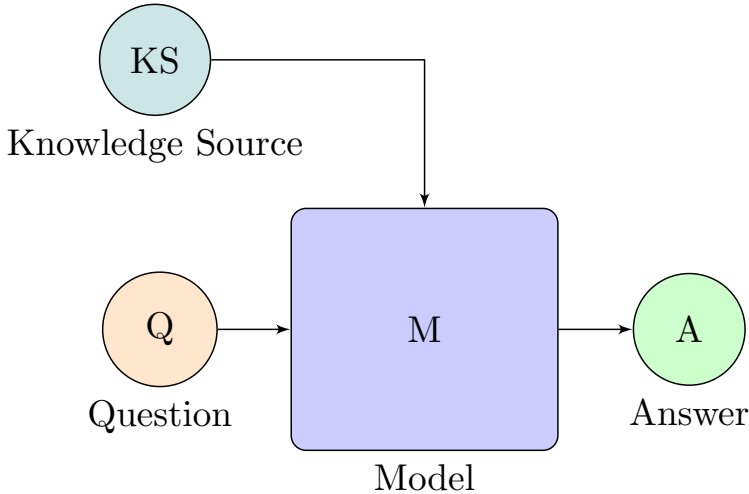 KS
Knowledge Source
Q
Question
M
Model
A
Answer